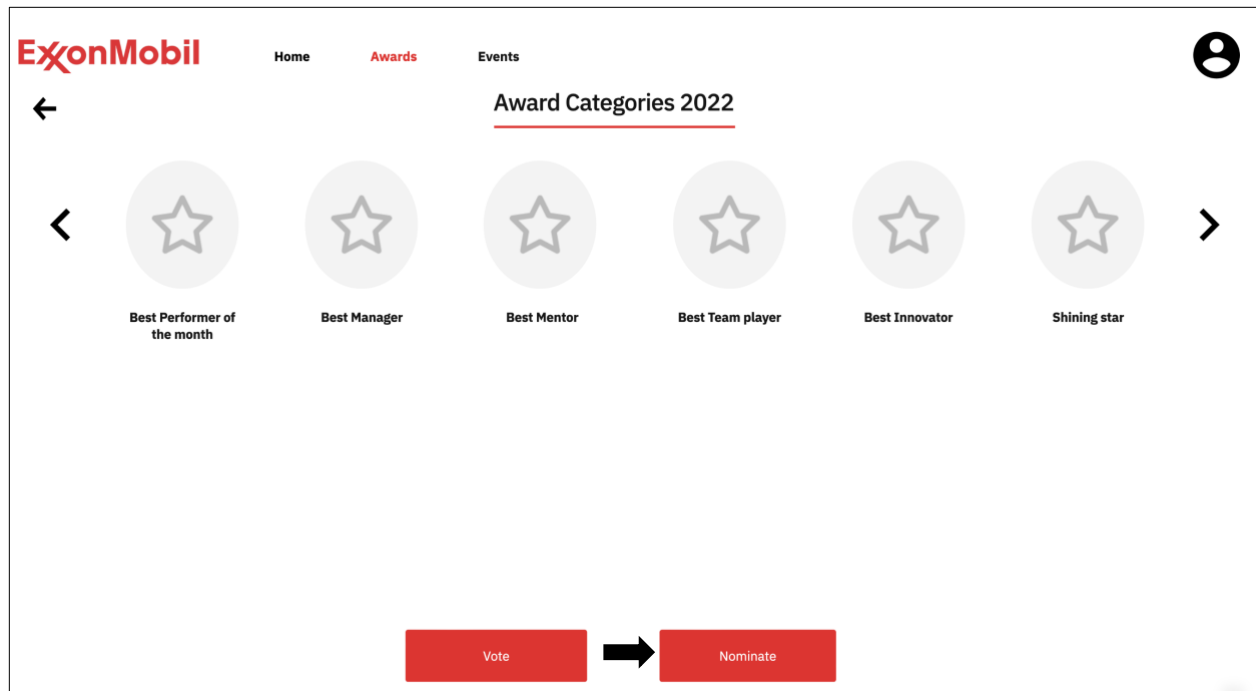 ExxonMobil
Home Awards Events
Award Categories 2022
Best Performer of
the month
Best Manager
Best Mentor
Best Team player
Best Innovator
Shining star
Vote
Nominate